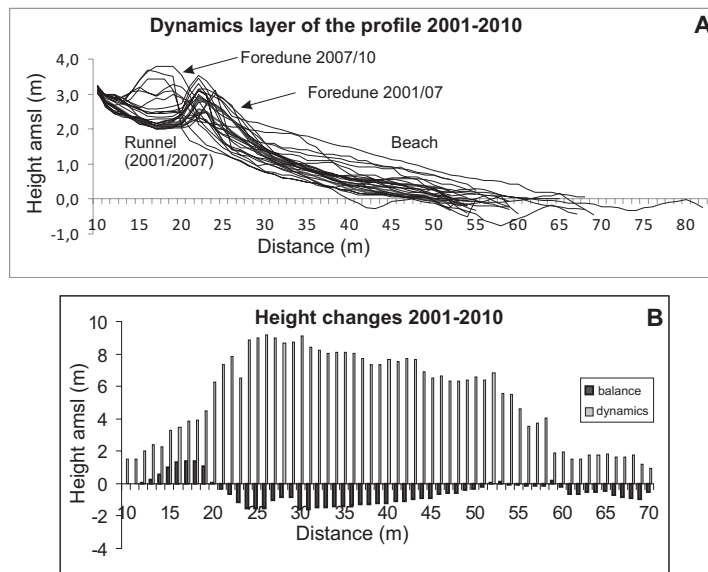 Dynamics layer of the profile 2001-2010
A
4,0
3,0
2,0
1,0
0,0
-1,0
Height amsl (m)
Foredune 2007/10
Foredune 2001/07
Runnel
(2001/2007)
Beach
10 15 20 25 30 35 40 45 50 55 60 65 70 75 80
Distance (m)
Height changes 2001-2010
B
10
8
6
4
2
0
-2
-4
Height amsl (m)
balance
dynamics
10 15 20 25 30 35 40 45 50 55 60 65 70
Distance (m)